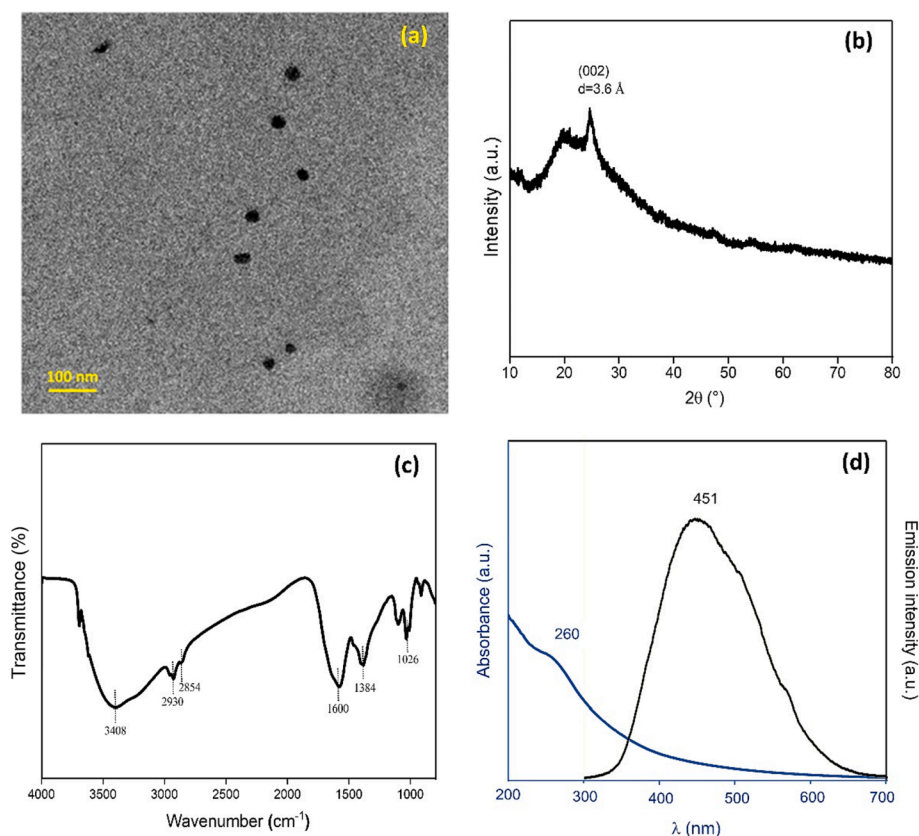 (a)
100 nm
(b)
(002)
d=3.6 Å
Intensity (a.u.)
10 20 30 40 50 60 70 80
2θ (°)
(c)
Transmittance (%)
3408
2930
2854
1600
1384
1026
4000 3500 3000 2500 2000 1500 1000
Wavenumber (cm⁻¹)
(d)
451
260
Absorbance (a.u.)
Emission intensity (a.u.)
200 300 400 500 600 700
λ (nm)